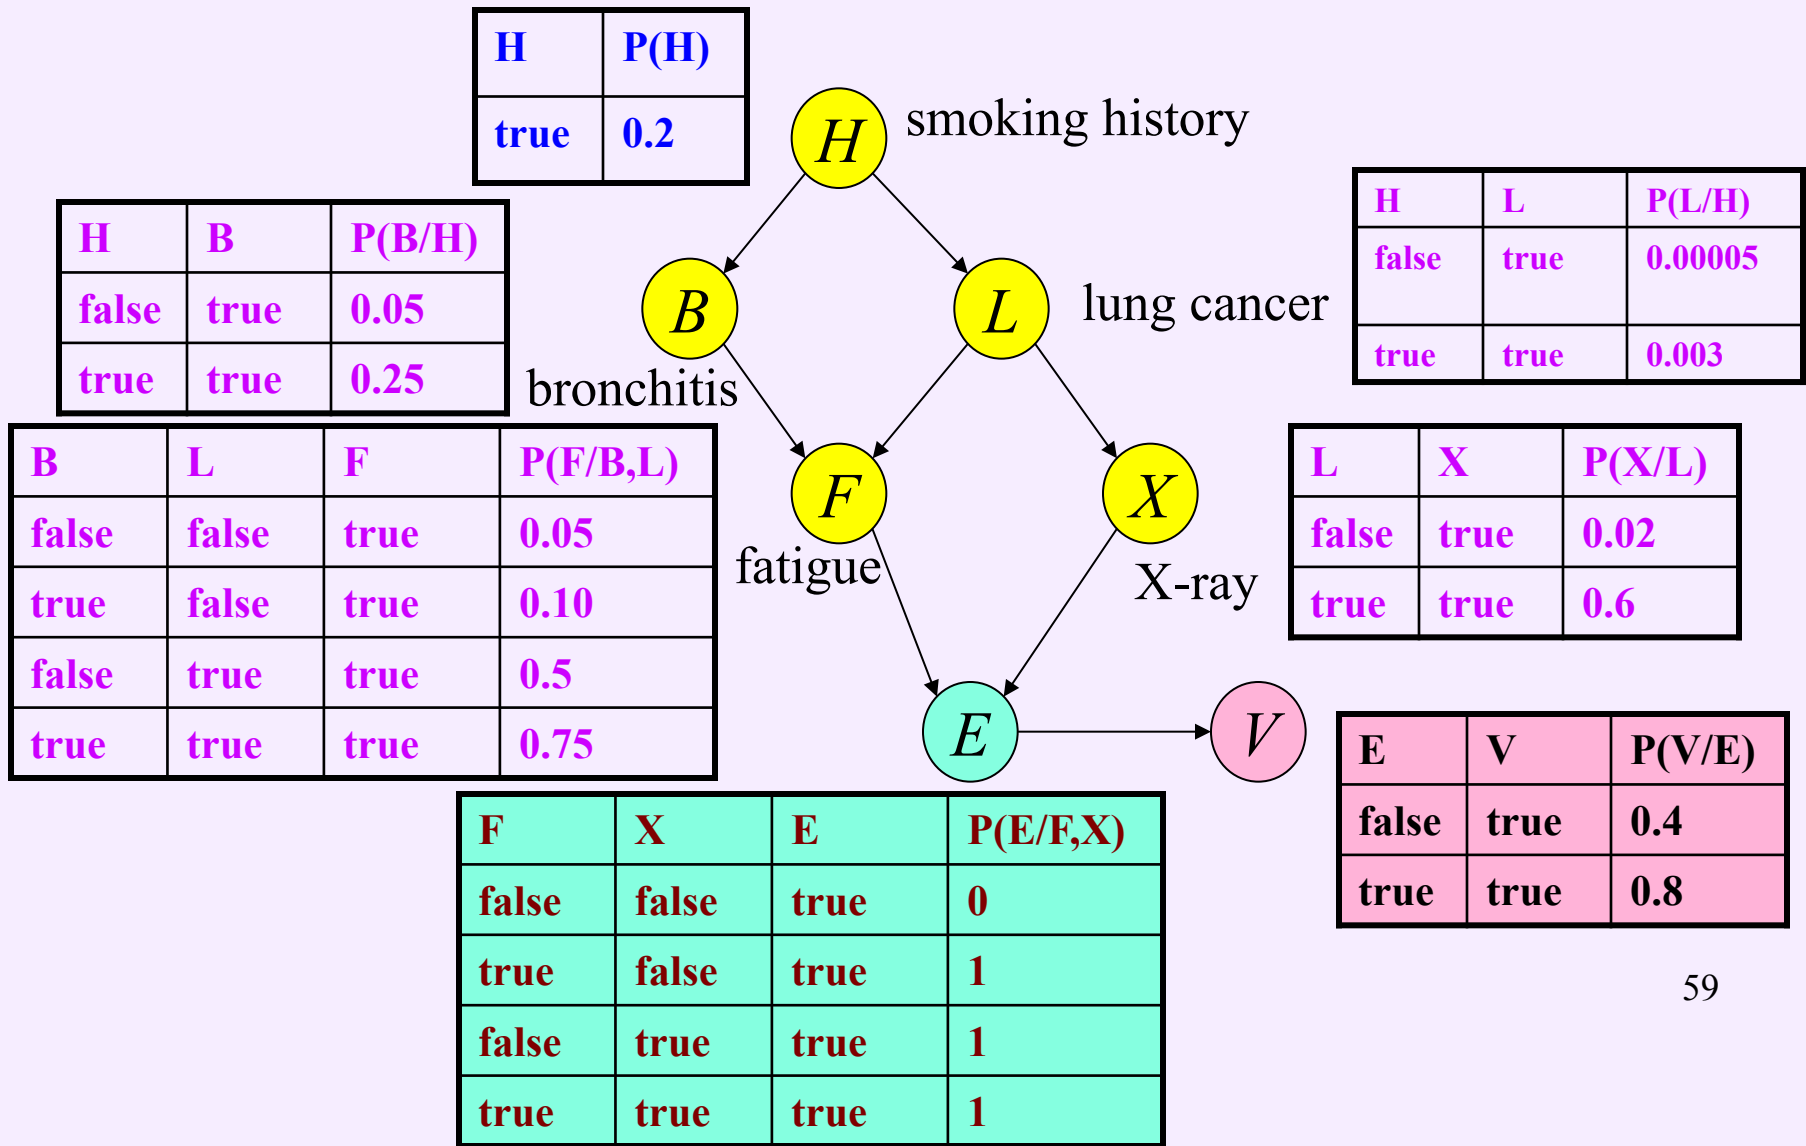 H P(H)
true 0.2
H
smoking history
H B P(B/H)
false true 0.05
true true 0.25
H L P(L/H)
false true 0.00005
true true 0.003
B
L
lung cancer
bronchitis
B L F P(F/B,L)
false false true 0.05
true false true 0.10
false true true 0.5
true true true 0.75
F
X
fatigue
X-ray
L X P(X/L)
false true 0.02
true true 0.6
E
V
E V P(V/E)
false true 0.4
true true 0.8
F X E P(E/F,X)
false false true 0
true false true 1
false true true 1
true true true 1
59